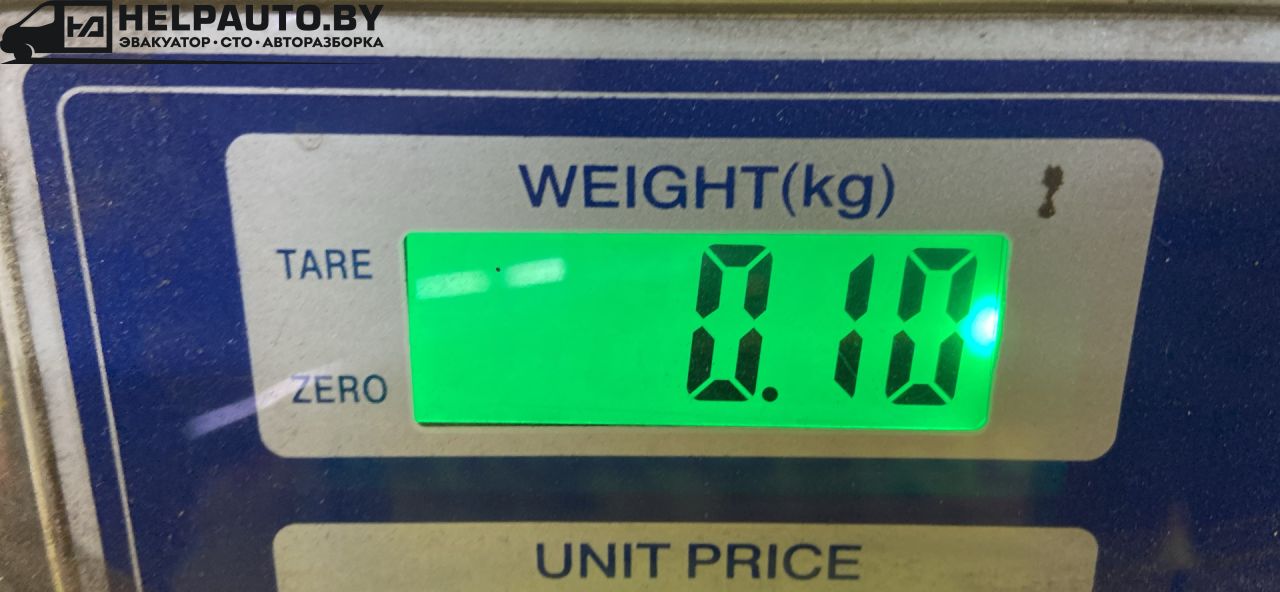 HELPAUTO.BY
ЭВАКУАТОР · СТО · АВТОРАЗБОРКА
WEIGHT(kg)
TARE
0.10
ZERO
UNIT PRICE